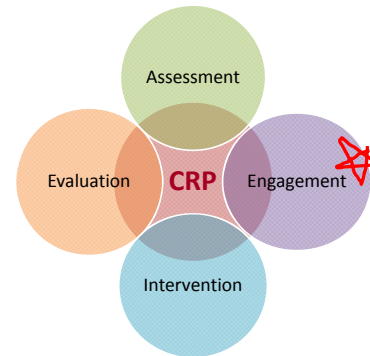 Assessment
Evaluation CRP Engagement
Intervention